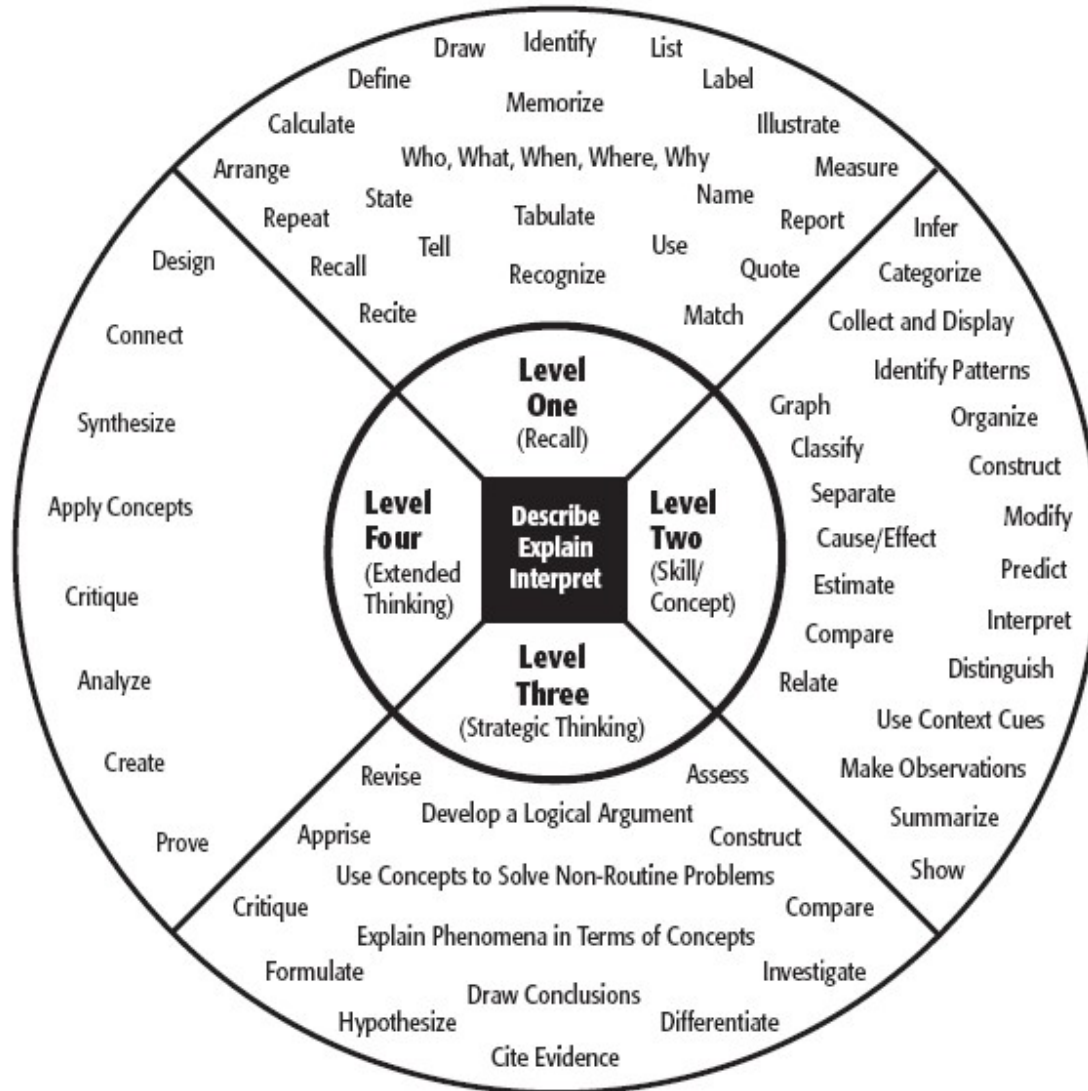 Draw
Identify
List
Define
Label
Memorize
Calculate
Illustrate
Who, What, When, Where, Why
Arrange
Measure
State
Name
Repeat
Tabulate
Report
Tell
Use
Recall
Recognize
Quote
Recite
Match
Level
One
(Recall)
Infer
Categorize
Collect and Display
Identify Patterns
Graph
Organize
Classify
Construct
Separate
Modify
Cause/Effect
Predict
Estimate
Interpret
Compare
Distinguish
Relate
Use Context Cues
Make Observations
Summarize
Show
Level
Two
(Skill/
Concept)
Describe
Explain
Interpret
Level
Three
(Strategic Thinking)
Revise
Assess
Develop a Logical Argument
Apprise
Construct
Use Concepts to Solve Non-Routine Problems
Critique
Compare
Explain Phenomena in Terms of Concepts
Formulate
Investigate
Draw Conclusions
Hypothesize
Differentiate
Cite Evidence
Level
Four
(Extended
Thinking)
Design
Connect
Synthesize
Apply Concepts
Critique
Analyze
Create
Prove